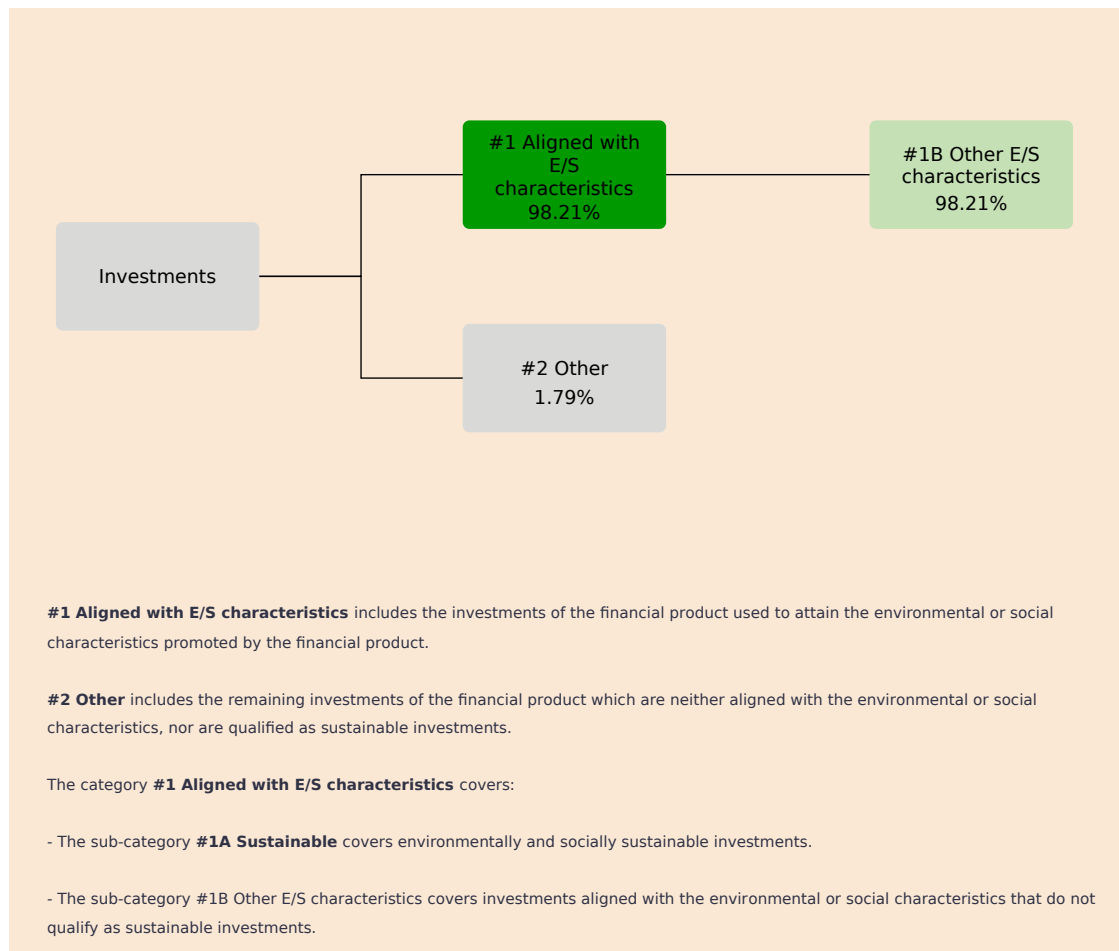 #1 Aligned with
E/S
characteristics
98.21%
#1B Other E/S
characteristics
98.21%
Investments
#2 Other
1.79%
#1 Aligned with E/S characteristics includes the investments of the financial product used to attain the environmental or social
characteristics promoted by the financial product.
#2 Other includes the remaining investments of the financial product which are neither aligned with the environmental or social
characteristics, nor are qualified as sustainable investments.
The category #1 Aligned with E/S characteristics covers:
- The sub-category #1A Sustainable covers environmentally and socially sustainable investments.
- The sub-category #1B Other E/S characteristics covers investments aligned with the environmental or social characteristics that do not
qualify as sustainable investments.